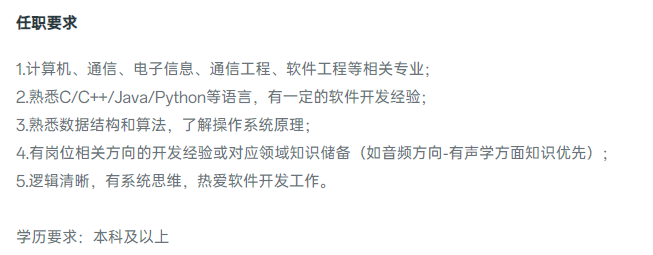 任职要求
1.计算机、通信、电子信息、通信工程、软件工程等相关专业；
2.熟悉C/C++/Java/Python等语言，有一定的软件开发经验；
3.熟悉数据结构和算法，了解操作系统原理；
4.有岗位相关方向的开发经验或对应领域知识储备（如音频方向-有声学方面知识优先）；
5.逻辑清晰，有系统思维，热爱软件开发工作。
学历要求：本科及以上